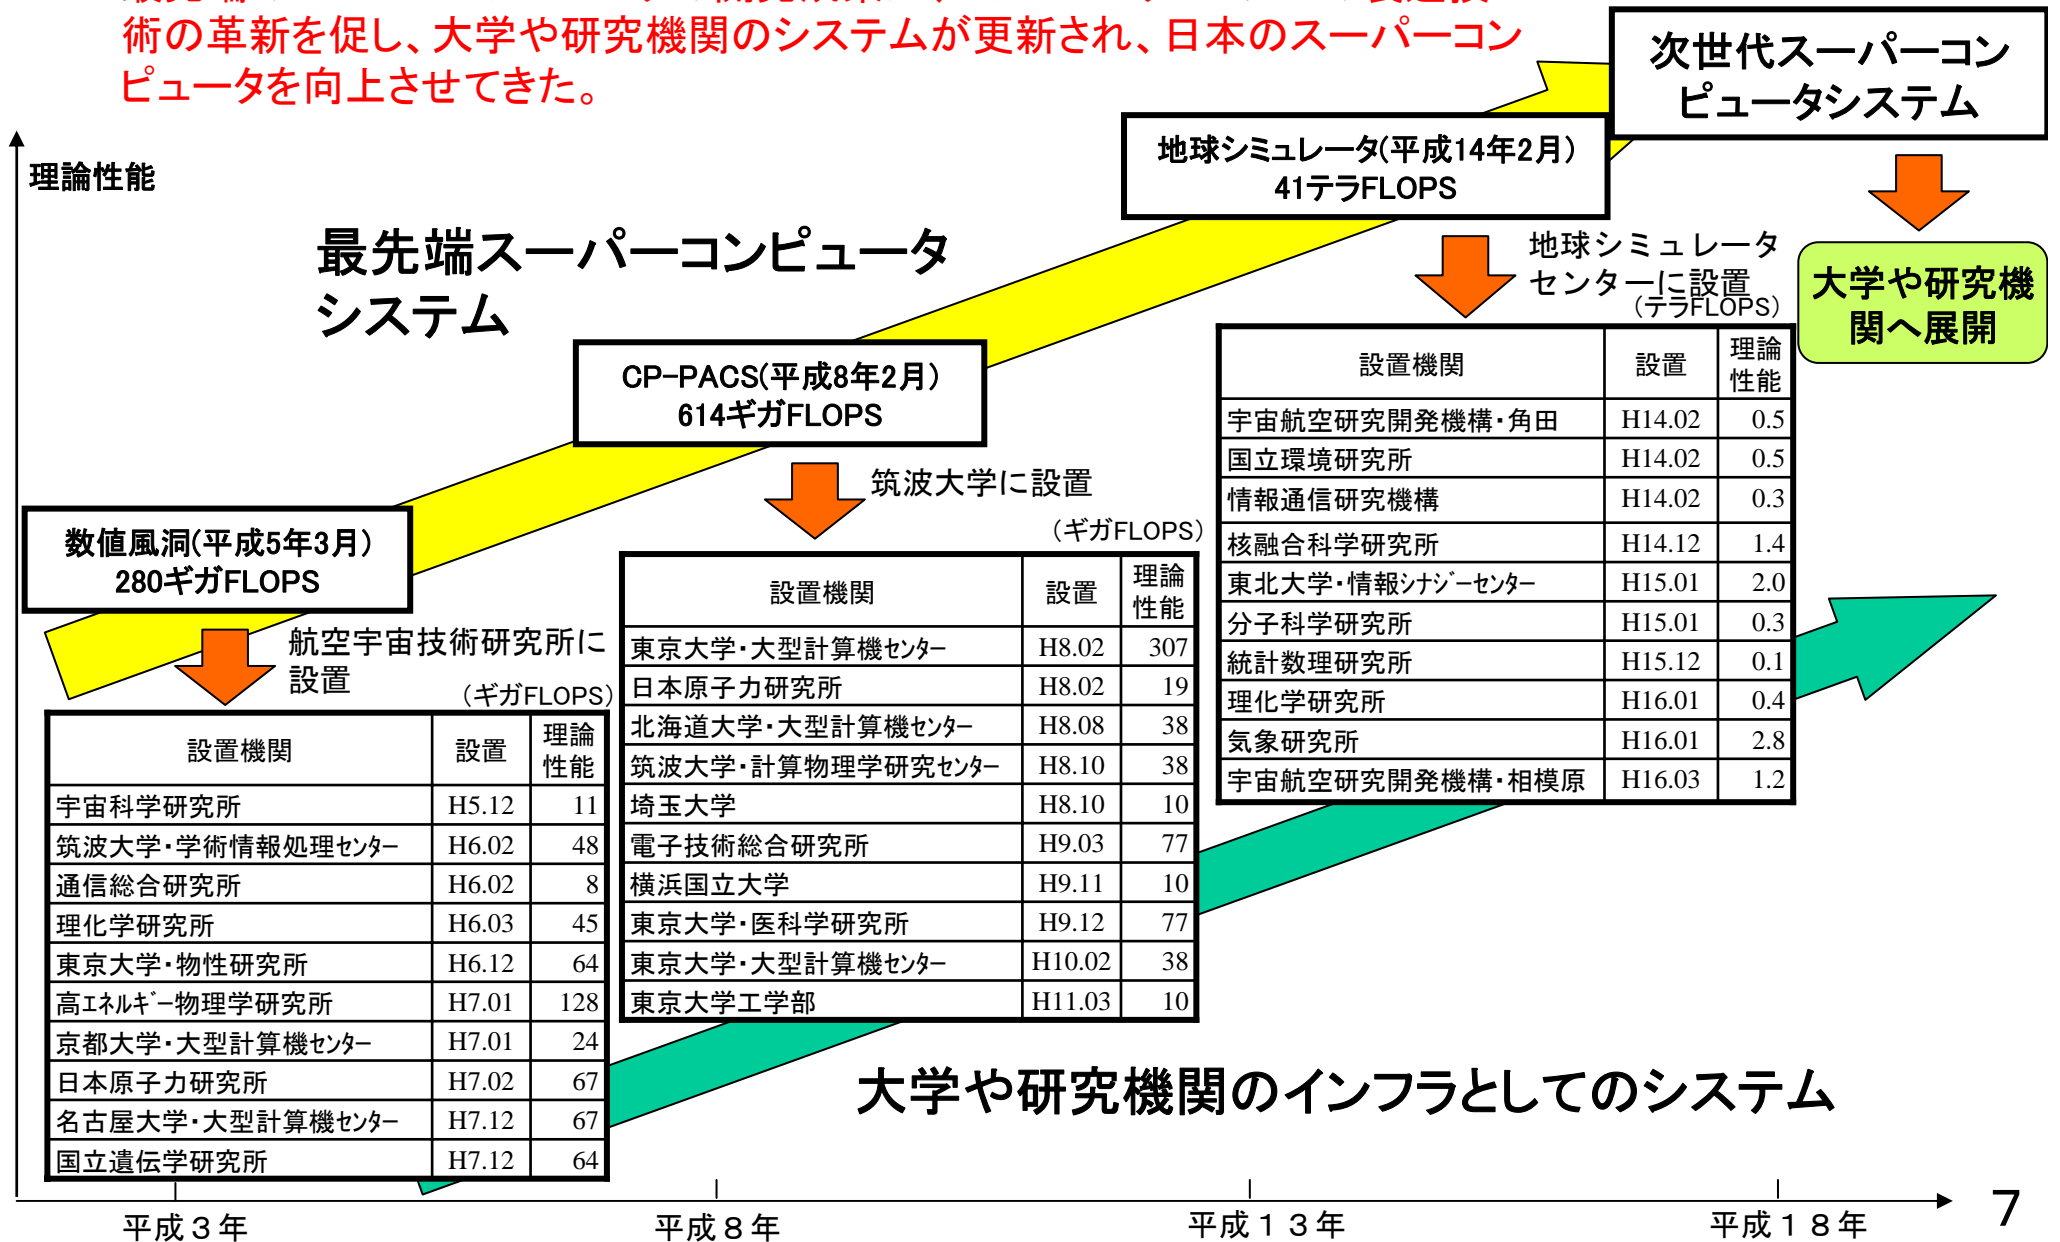 術の革新を促し、大学や研究機関のシステムが更新され、日本のスーパーコン
ピュータを向上させてきた。
次世代スーパーコン
ピュータシステム
地球シミュレータ(平成14年2月)
41テラFLOPS
理論性能
最先端スーパーコンピュータ
システム
地球シミュレータ
センターに設置
(テラFLOPS)
大学や研究機
関へ展開
CP-PACS(平成8年2月)
614ギガFLOPS
筑波大学に設置
(ギガFLOPS)
数値風洞(平成5年3月)
280ギガFLOPS
航空宇宙技術研究所に
設置
(ギガFLOPS)
設置機関 設置 理論性能
宇宙科学研究所 H5.12 11
筑波大学・学術情報処理センター H6.02 48
通信総合研究所 H6.02 8
理化学研究所 H6.03 45
東京大学・物性研究所 H6.12 64
高エネルギー物理学研究所 H7.01 128
京都大学・大型計算機センター H7.01 24
日本原子力研究所 H7.02 67
名古屋大学・大型計算機センター H7.12 67
国立遺伝学研究所 H7.12 64
設置機関 設置 理論性能
東京大学・大型計算機センター H8.02 307
日本原子力研究所 H8.02 19
北海道大学・大型計算機センター H8.08 38
筑波大学・計算物理学研究センター H8.10 38
埼玉大学 H8.10 10
電子技術総合研究所 H9.03 77
横浜国立大学 H9.11 10
東京大学・医科学研究所 H9.12 77
東京大学・大型計算機センター H10.02 38
東京大学工学部 H11.03 10
設置機関 設置 理論性能
宇宙航空研究開発機構・角田 H14.02 0.5
国立環境研究所 H14.02 0.5
情報通信研究機構 H14.02 0.3
核融合科学研究所 H14.12 1.4
東北大学・情報シナジーセンター H15.01 2.0
分子科学研究所 H15.01 0.3
統計数理研究所 H15.12 0.1
理化学研究所 H16.01 0.4
気象研究所 H16.01 2.8
宇宙航空研究開発機構・相模原 H16.03 1.2
大学や研究機関のインフラとしてのシステム
平成3年
平成8年
平成13年
平成18年
7